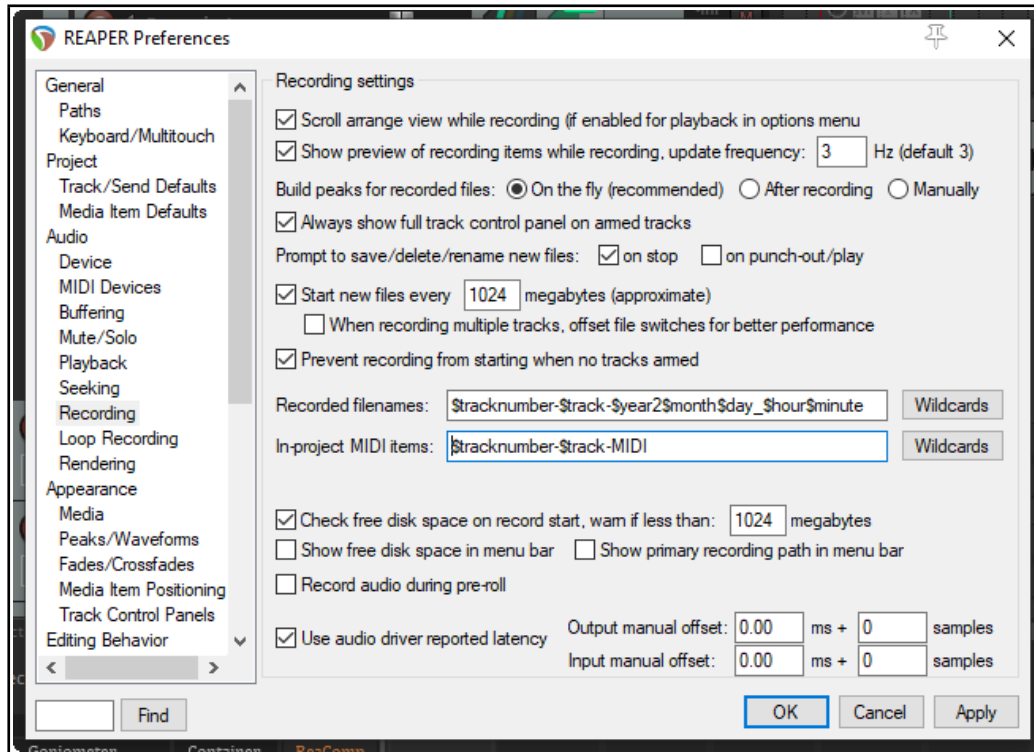 REAPER Preferences
General
Paths
Keyboard/Multitouch
Project
Track/Send Defaults
Media Item Defaults
Audio
Device
MIDI Devices
Buffering
Mute/Solo
Playback
Seeking
Recording
Loop Recording
Rendering
Appearance
Media
Peaks/Waveforms
Fades/Crossfades
Media Item Positioning
Track Control Panels
Editing Behavior
Find
Recording settings
Scroll arrange view while recording (if enabled for playback in options menu
Show preview of recording items while recording, update frequency: 3 Hz (default 3)
Build peaks for recorded files: On the fly (recommended) After recording Manually
Always show full track control panel on armed tracks
Prompt to save/delete/rename new files: on stop on punch-out/play
Start new files every 1024 megabytes (approximate)
When recording multiple tracks, offset file switches for better performance
Prevent recording from starting when no tracks armed
Recorded filenames: $tracknumber-$track-$year2$month$day_$hour$minute Wildcards
In-project MIDI items: $tracknumber-$track-MIDI Wildcards
Check free disk space on record start, warn if less than: 1024 megabytes
Show free disk space in menu bar Show primary recording path in menu bar
Record audio during pre-roll
Use audio driver reported latency Output manual offset: 0.00 ms + 0 samples
Input manual offset: 0.00 ms + 0 samples
OK Cancel Apply
Goniometer Container ReaComp